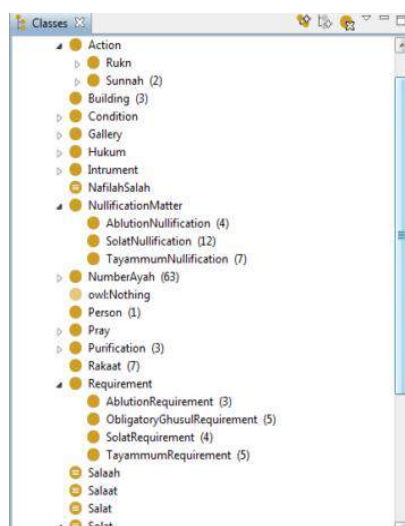 Classes
Action
Rukn
Sunnah (2)
Building (3)
Condition
Gallery
Hukum
Intrument
NafilahSalah
NullificationMatter
AblutionNullification (4)
SolatNullification (12)
TayammumNullification (7)
NumberAyah (63)
owl:Nothing
Person (1)
Pray
Purification (3)
Rakaat (7)
Requirement
AblutionRequirement (3)
ObligatoryGhusulRequirement (5)
SolatRequirement (4)
TayammumRequirement (5)
Salaah
Salaat
Salat
Solat